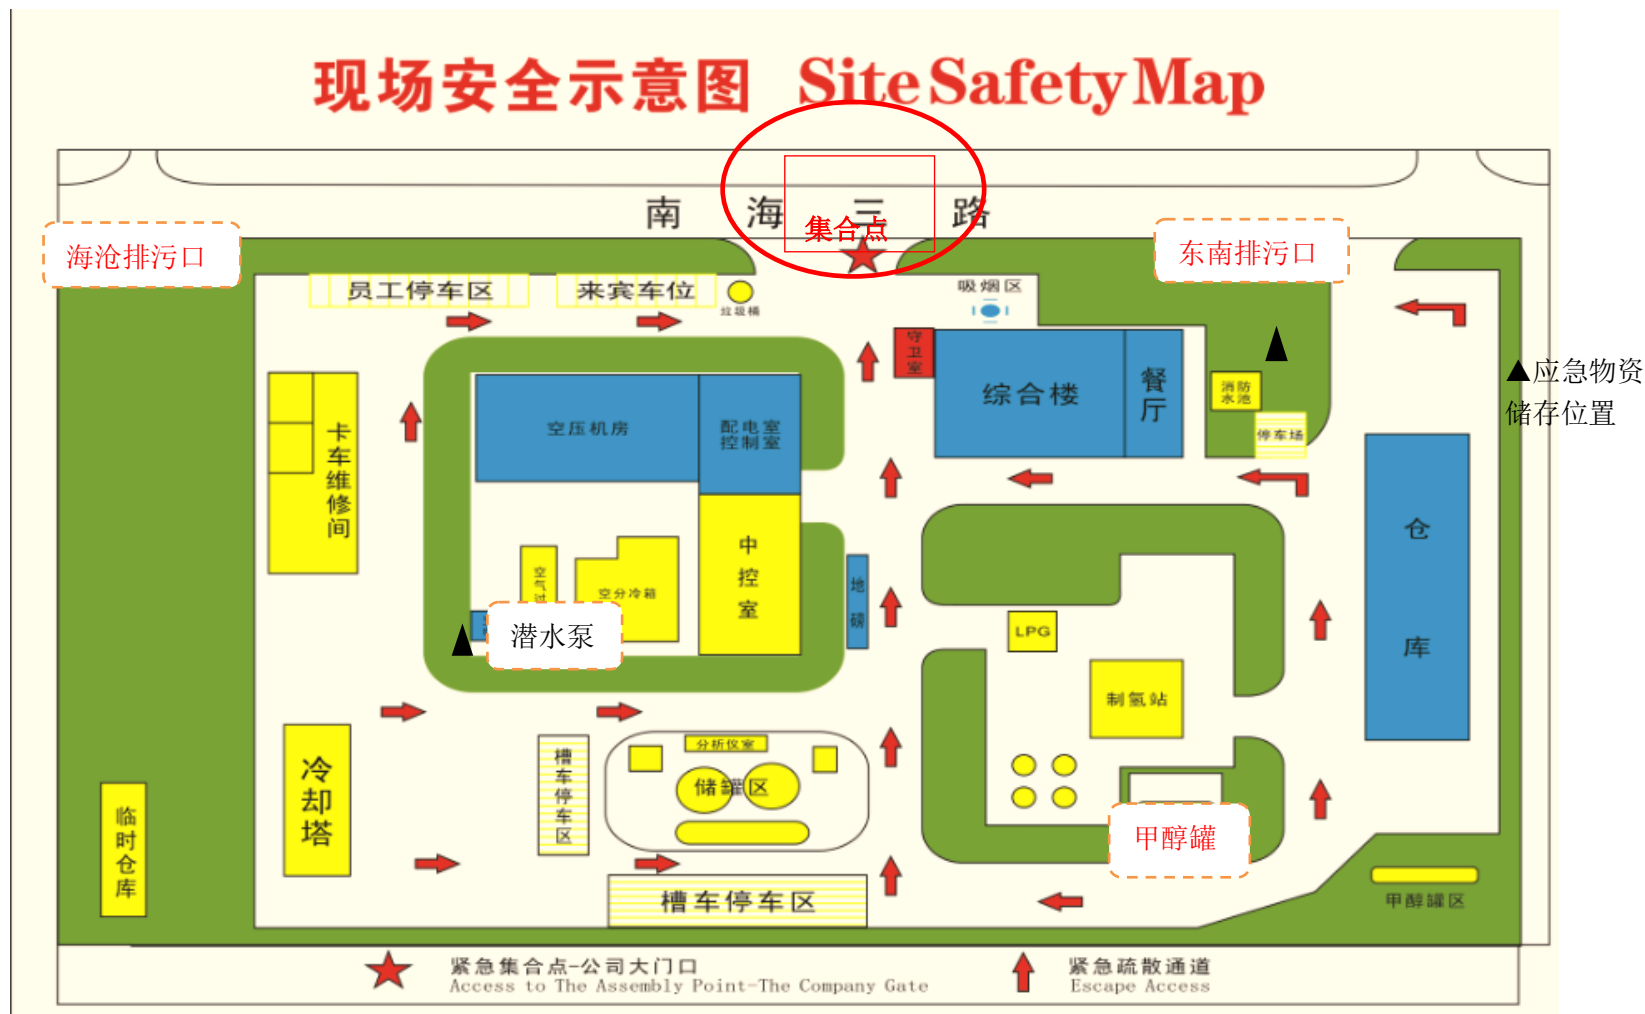 现场安全示意图 Site Safety Map
南海三路
集合点
海沧排污口
东南排污口
员工停车区
来宾车位
垃圾桶
吸烟区
守卫室
综合楼
餐厅
消防
水池
停车场
▲应急物资
储存位置
卡车维修间
空压机房
配电室
控制室
中控室
空气过
空分冷箱
潜水泵
地磅
仓库
LPG
制氢站
冷却塔
临时仓库
槽车停车区
分析仪室
储罐区
槽车停车区
甲醇罐
甲醇罐区
紧急集合点-公司大门口
Access to The Assembly Point-The Company Gate
紧急疏散通道
Escape Access